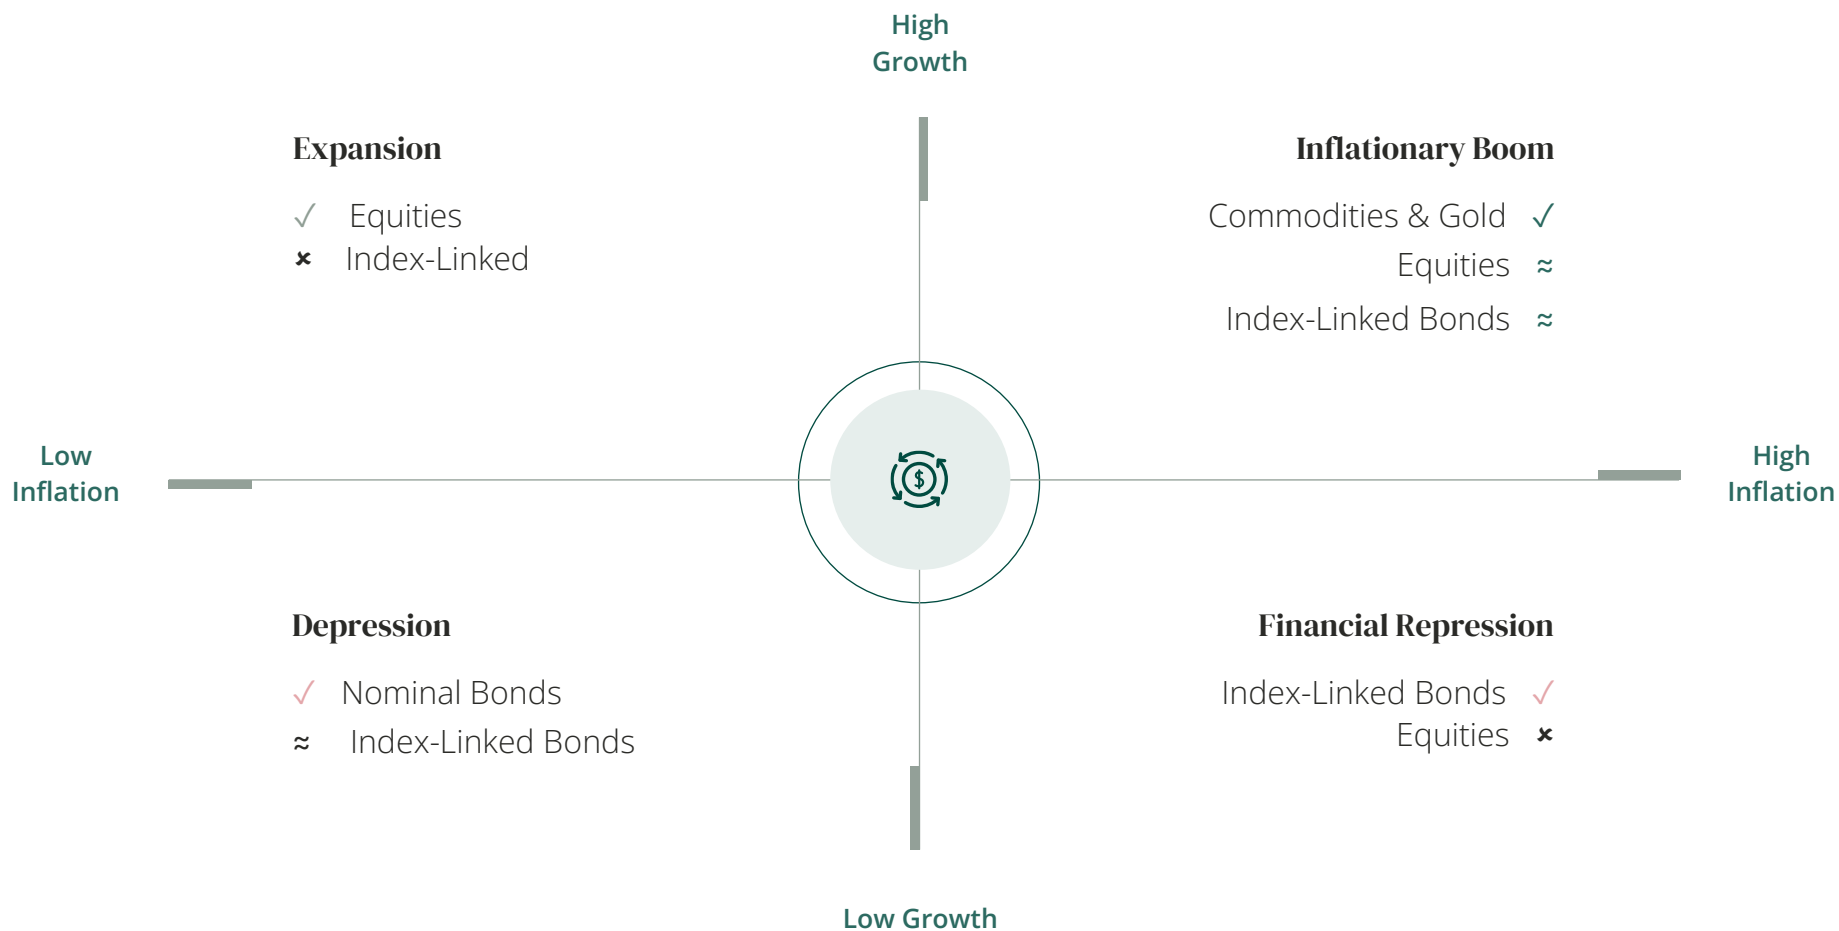 High
Growth
Expansion
✓ Equities
✘ Index-Linked
Inflationary Boom
Commodities & Gold ✓
Equities ≈
Index-Linked Bonds ≈
Low
Inflation
$
High
Inflation
Depression
✓ Nominal Bonds
≈ Index-Linked Bonds
Financial Repression
Index-Linked Bonds ✓
Equities ✘
Low Growth